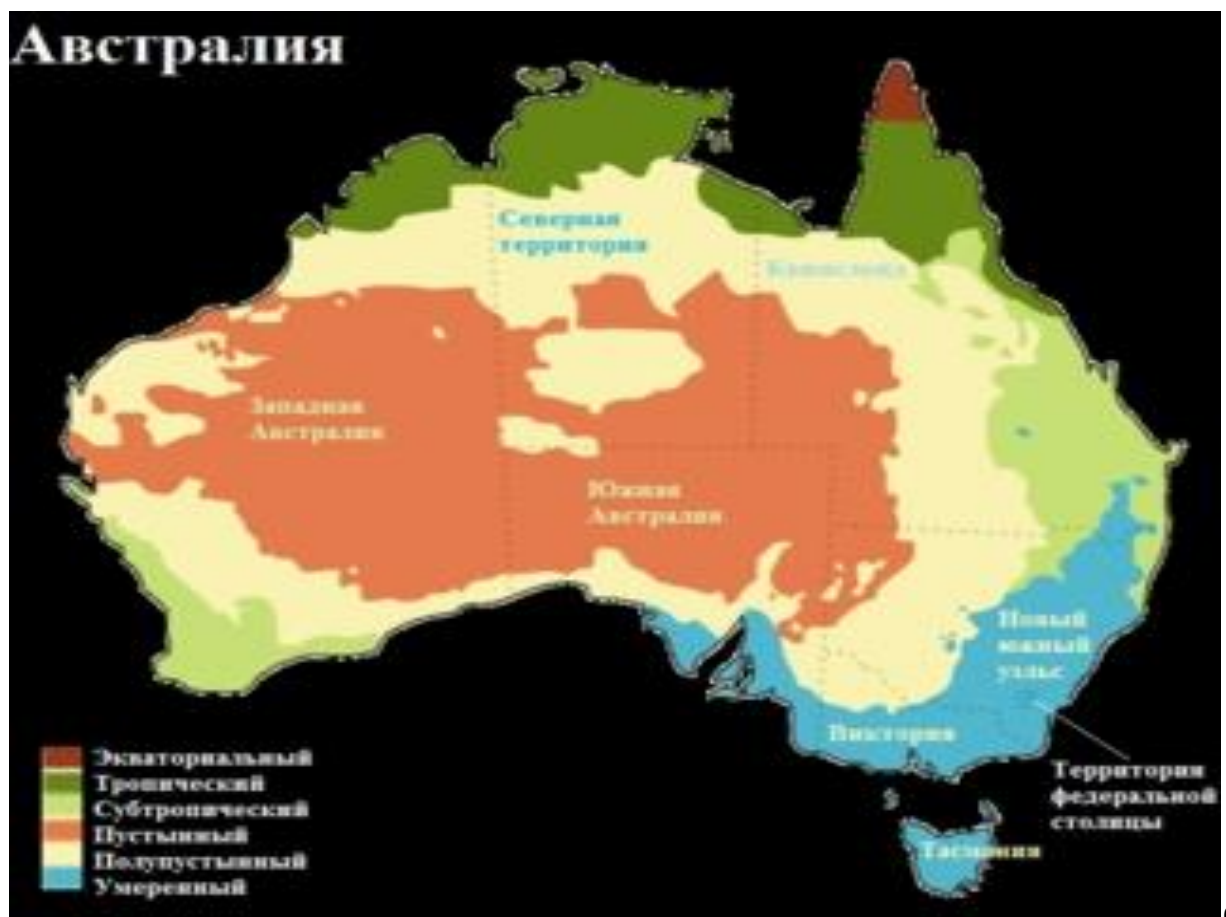 Австралия
Северная
территория
Квинсленд
Западная
Австралия
Южная
Австралия
Новый
южный
уэльс
Виктория
Территория
федеральной
столицы
Тасмания
Экваториальный
Тропический
Субтропический
Пустынный
Полупустынный
Умеренный